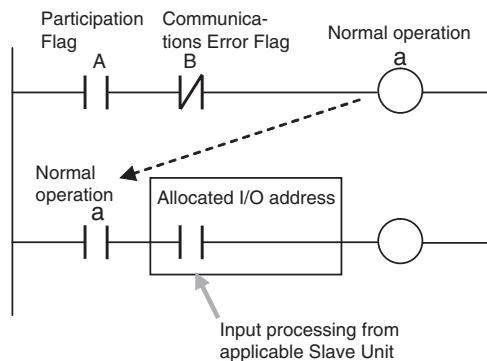 Participation
Flag
Communica-
tions Error Flag
Normal operation
A
B
a
Normal
operation
a
Allocated I/O address
Input processing from
applicable Slave Unit